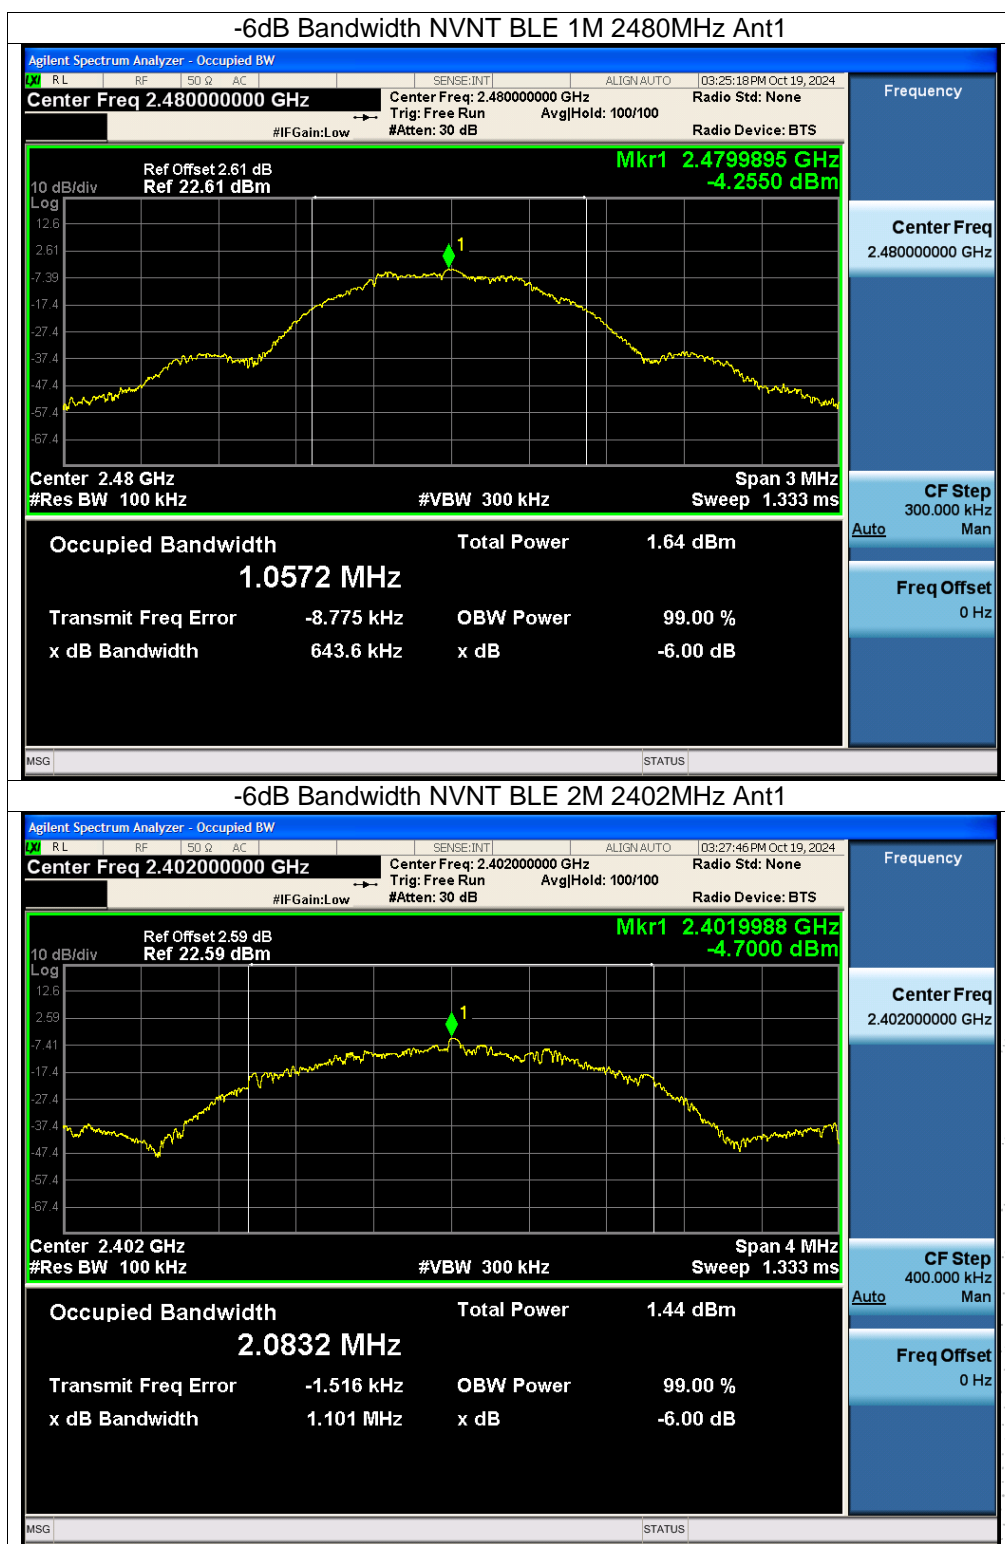 -6dB Bandwidth NVNT BLE 1M 2480MHz Ant1
Agilent Spectrum Analyzer - Occupied BW
LXI RL RF 50 Ω AC SENSE:INT ALIGN AUTO 03:25:18 PM Oct 19, 2024
Center Freq 2.480000000 GHz
Center Freq: 2.480000000 GHz
Radio Std: None
Trig: Free Run Avg|Hold: 100/100
#IFGain:Low #Atten: 30 dB Radio Device: BTS
Frequency
Mkr1 2.4799895 GHz
-4.2550 dBm
Ref Offset 2.61 dB
10 dB/div Ref 22.61 dBm
Log
12.6
2.61
-7.39
-17.4
-27.4
-37.4
-47.4
-57.4
-67.4
1
Center Freq
2.480000000 GHz
Center 2.48 GHz Span 3 MHz
#Res BW 100 kHz #VBW 300 kHz Sweep 1.333 ms
CF Step
300.000 kHz
Auto Man
Freq Offset
0 Hz
Occupied Bandwidth Total Power 1.64 dBm
1.0572 MHz
Transmit Freq Error -8.775 kHz OBW Power 99.00 %
x dB Bandwidth 643.6 kHz x dB -6.00 dB
MSG STATUS
-6dB Bandwidth NVNT BLE 2M 2402MHz Ant1
Agilent Spectrum Analyzer - Occupied BW
LXI RL RF 50 Ω AC SENSE:INT ALIGN AUTO 03:27:46 PM Oct 19, 2024
Center Freq 2.402000000 GHz
Center Freq: 2.402000000 GHz
Radio Std: None
Trig: Free Run Avg|Hold: 100/100
#IFGain:Low #Atten: 30 dB Radio Device: BTS
Frequency
Mkr1 2.4019988 GHz
-4.7000 dBm
Ref Offset 2.59 dB
10 dB/div Ref 22.59 dBm
Log
12.6
2.59
-7.41
-17.4
-27.4
-37.4
-47.4
-57.4
-67.4
1
Center Freq
2.402000000 GHz
Center 2.402 GHz Span 4 MHz
#Res BW 100 kHz #VBW 300 kHz Sweep 1.333 ms
CF Step
400.000 kHz
Auto Man
Freq Offset
0 Hz
Occupied Bandwidth Total Power 1.44 dBm
2.0832 MHz
Transmit Freq Error -1.516 kHz OBW Power 99.00 %
x dB Bandwidth 1.101 MHz x dB -6.00 dB
MSG STATUS